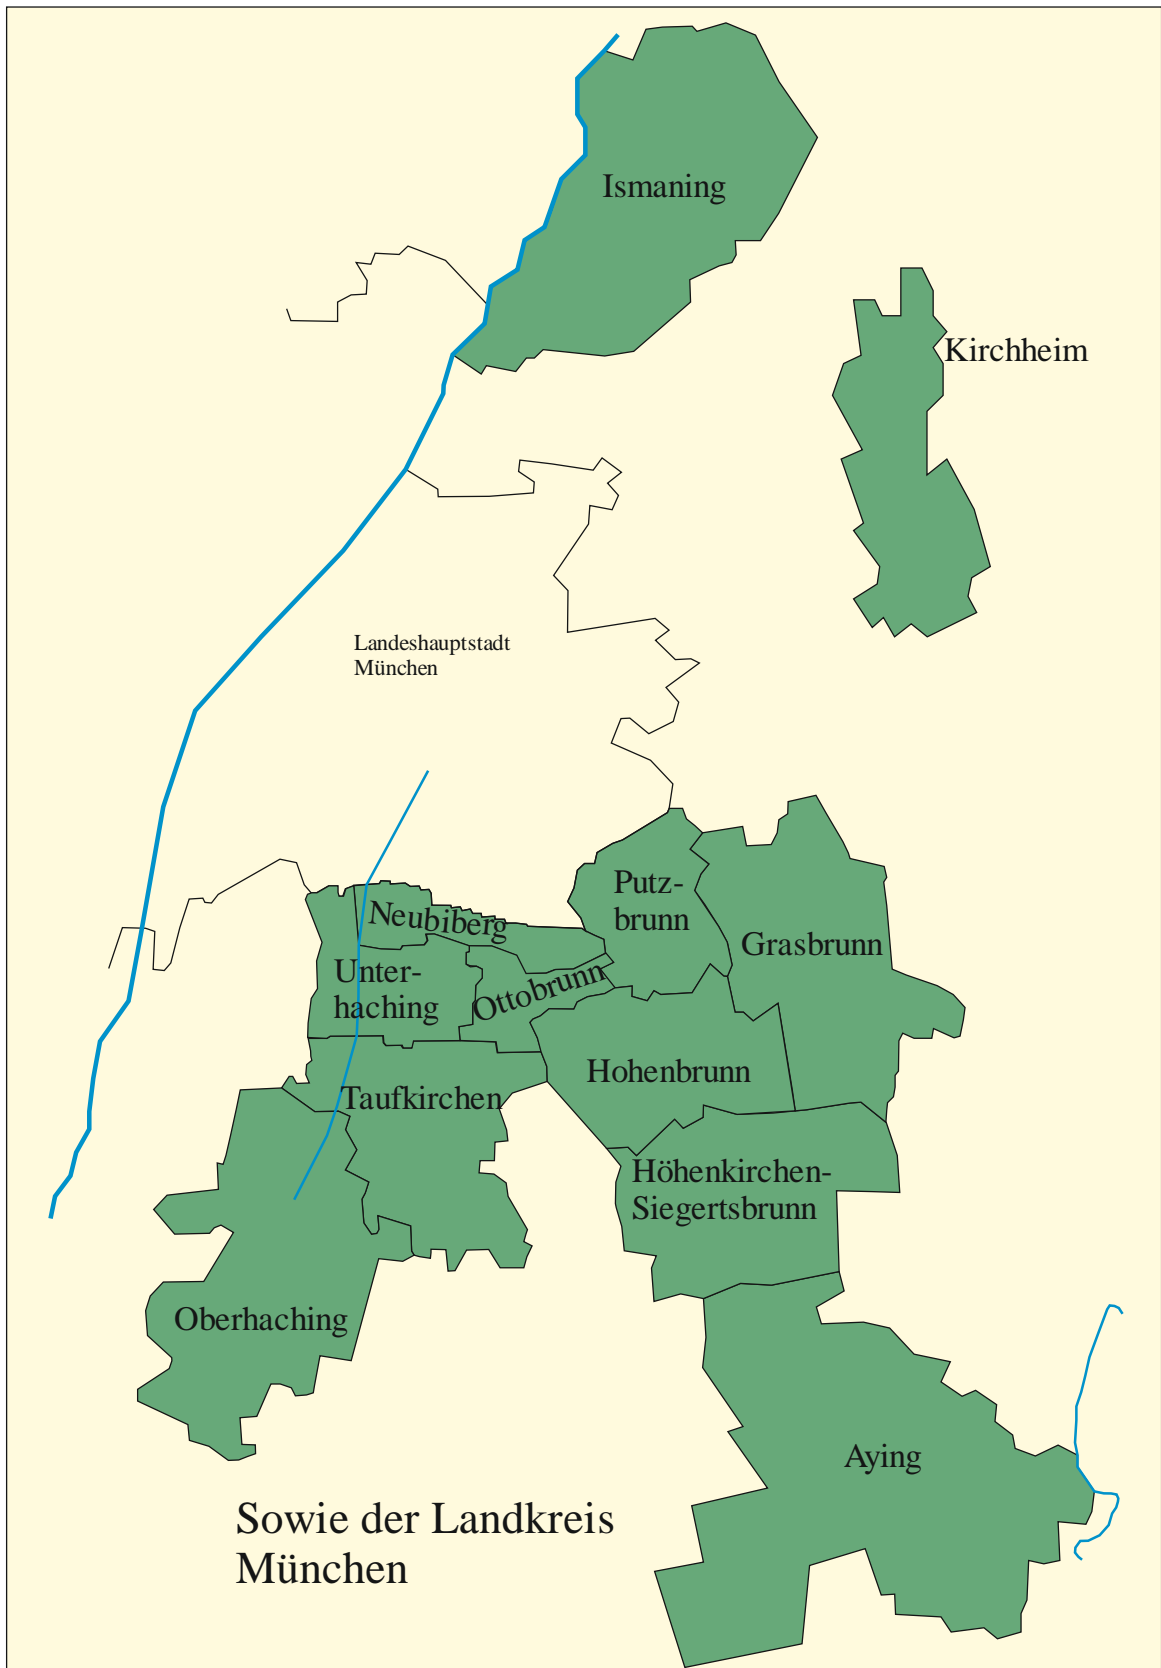 Ismaning
Kirchheim
Landeshauptstadt
München
Putz-
brunn
Neubiberg
Grasbrunn
Unter-
haching
Ottobrunn
Hohenbrunn
Taufkirchen
Höhenkirchen-
Siegertsbrunn
Oberhaching
Aying
Sowie der Landkreis
München